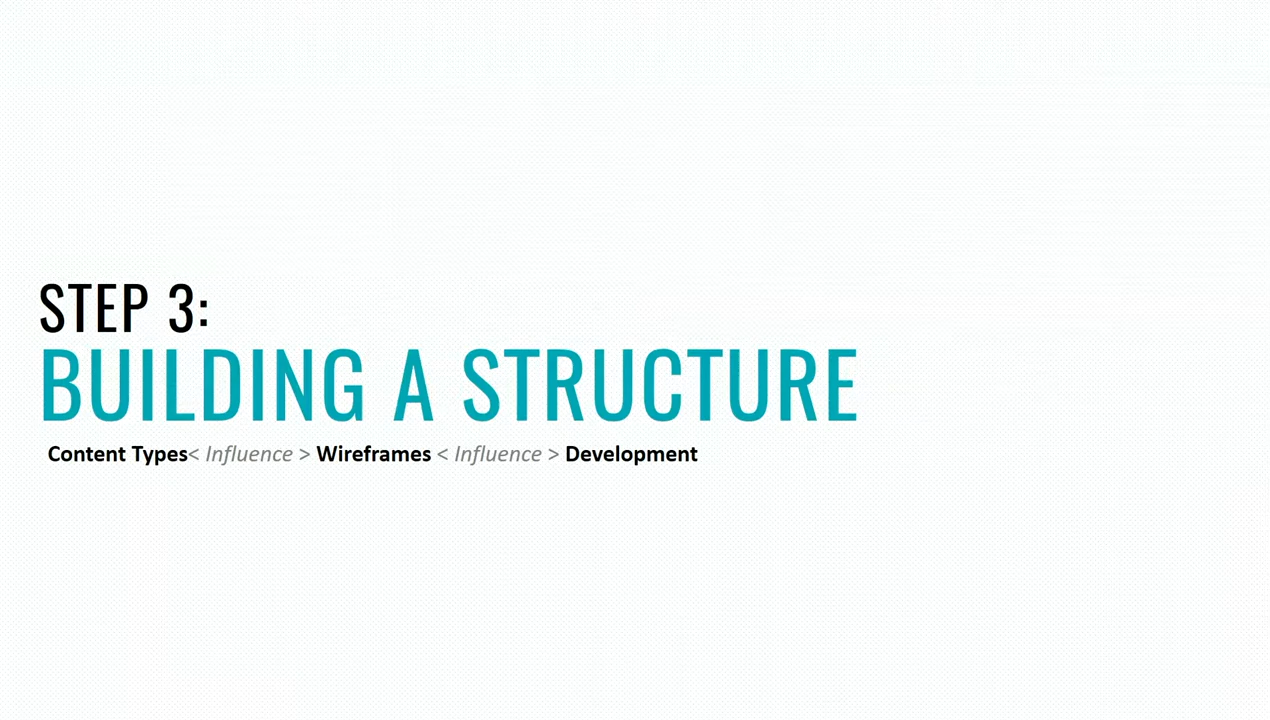 STEP 3:
BUILDING A STRUCTURE
Content Types< Influence > Wireframes < Influence > Development